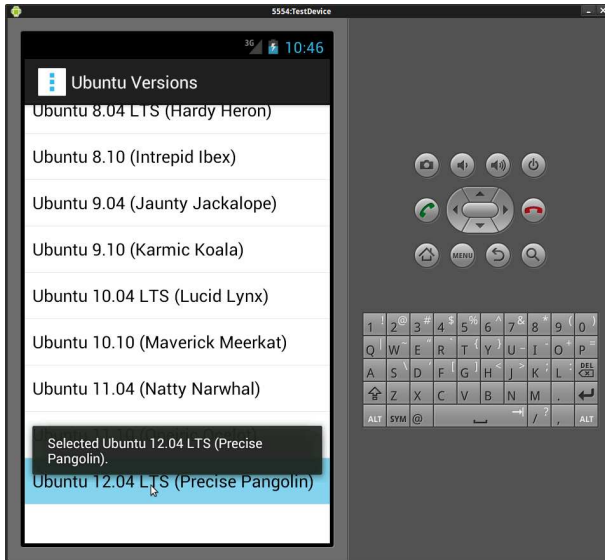 5554:TestDevice
3G 10:46
Ubuntu Versions
Ubuntu 8.04 LTS (Hardy Heron)
Ubuntu 8.10 (Intrepid Ibex)
Ubuntu 9.04 (Jaunty Jackalope)
Ubuntu 9.10 (Karmic Koala)
Ubuntu 10.04 LTS (Lucid Lynx)
Ubuntu 10.10 (Maverick Meerkat)
Ubuntu 11.04 (Natty Narwhal)
Selected Ubuntu 12.04 LTS (Precise
Pangolin).
Ubuntu 12.04 LTS (Precise Pangolin)
MENU
1 ! 2 @ 3 # 4 $ 5 % 6 ^ 7 & 8 * 9 ( 0 )
Q | W ~ E " R ` T { Y } U _ I - O + P =
A S \ D ' F [ G ] H < J > K ; L : DEL
Z X C V B N M .
ALT SYM @ / ? , ALT